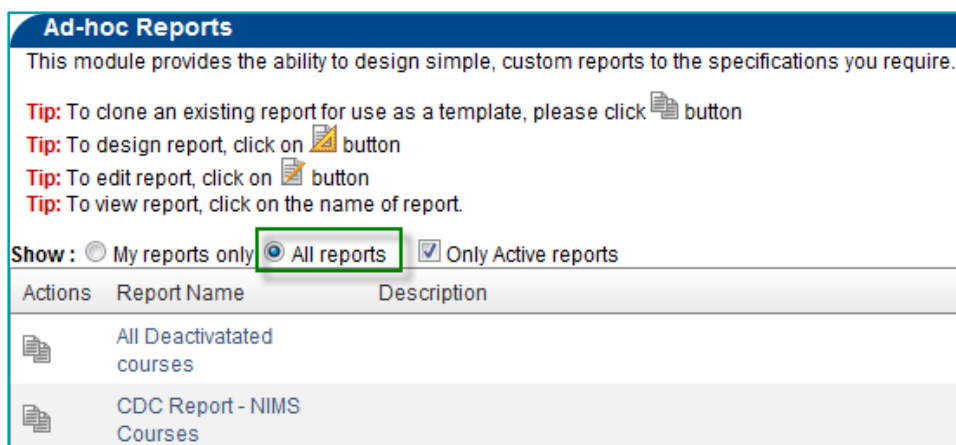 Ad-hoc Reports
This module provides the ability to design simple, custom reports to the specifications you require.
Tip: To clone an existing report for use as a template, please click button
Tip: To design report, click on button
Tip: To edit report, click on button
Tip: To view report, click on the name of report.
Show : My reports only All reports Only Active reports
Actions Report Name Description
All Deactivatated
courses
CDC Report - NIMS
Courses